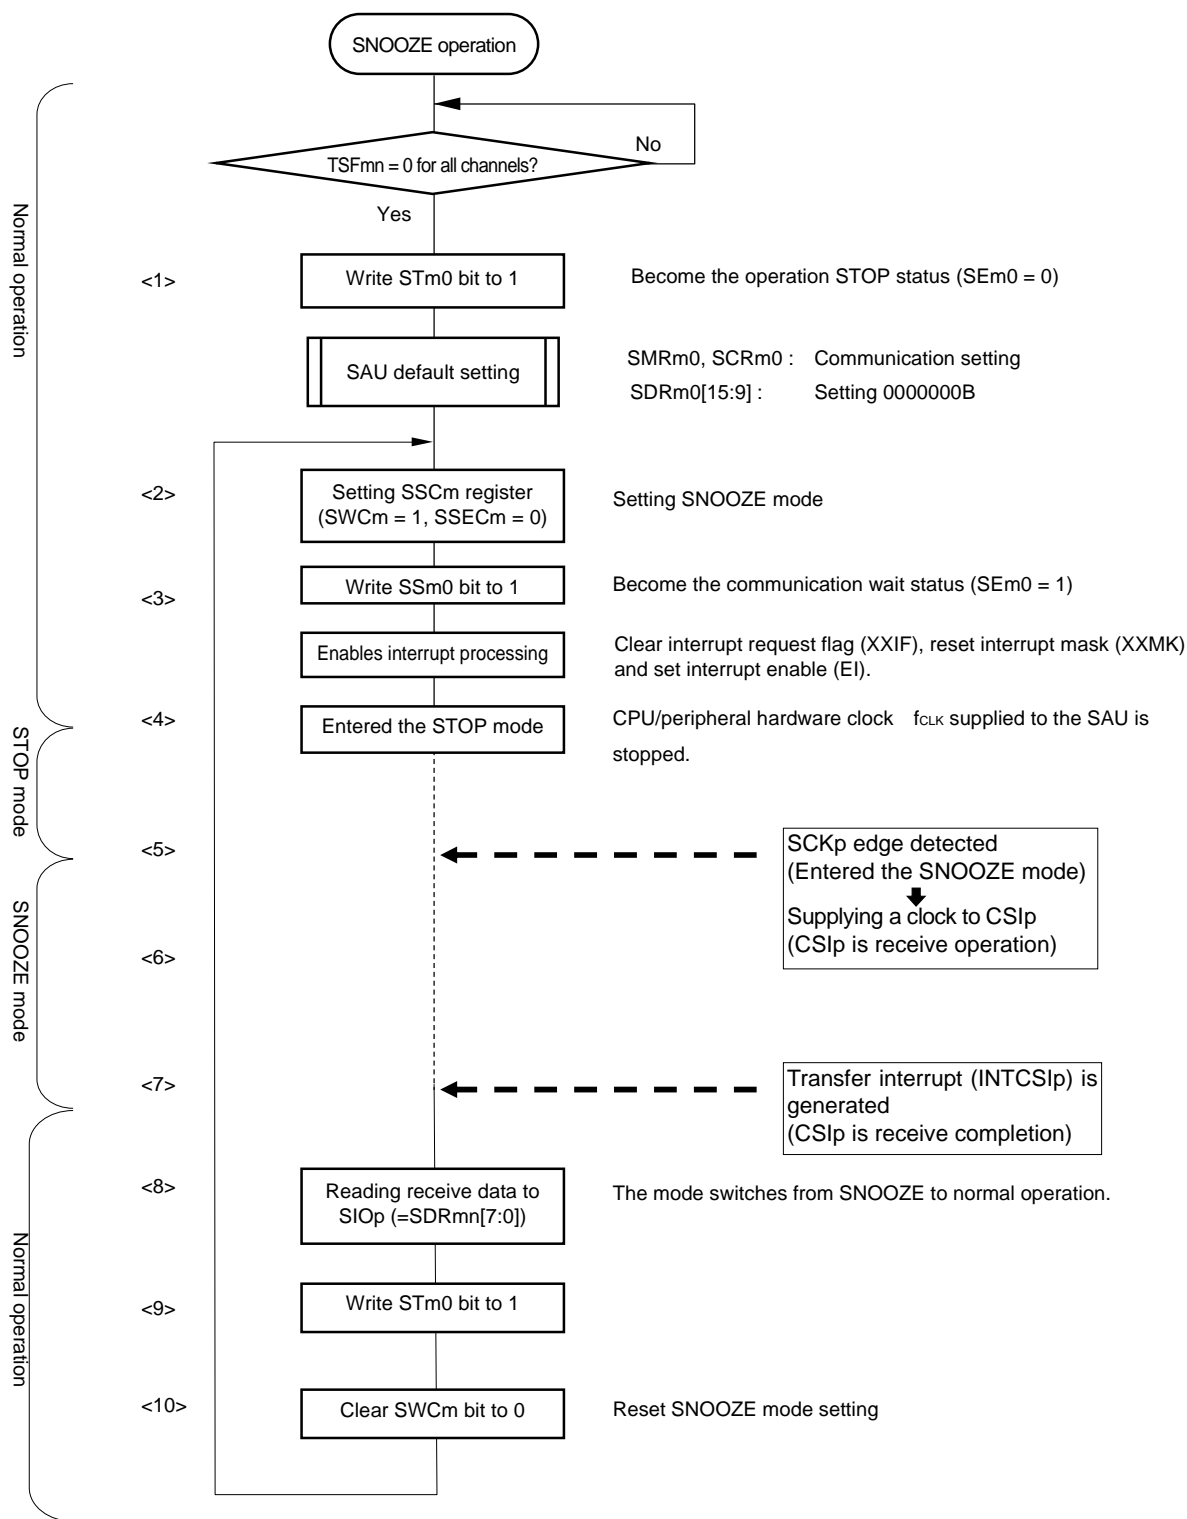 SNOOZE operation
No
TSFmn = 0 for all channels?
Yes
Normal operation
<1>
Write STm0 bit to 1
Become the operation STOP status (SEm0 = 0)
SAU default setting
SMRm0, SCRm0 : Communication setting
SDRm0[15:9] : Setting 0000000B
<2>
Setting SSCm register
(SWCm = 1, SSECm = 0)
Setting SNOOZE mode
<3>
Write SSm0 bit to 1
Become the communication wait status (SEm0 = 1)
Enables interrupt processing
Clear interrupt request flag (XXIF), reset interrupt mask (XXMK)
and set interrupt enable (EI).
<4>
Entered the STOP mode
CPU/peripheral hardware clock fCLK supplied to the SAU is
stopped.
STOP mode
<5>
SCKp edge detected
(Entered the SNOOZE mode)
Supplying a clock to CSIp
(CSIp is receive operation)
SNOOZE mode
<6>
<7>
Transfer interrupt (INTCSIp) is
generated
(CSIp is receive completion)
<8>
Reading receive data to
SIOp (=SDRmn[7:0])
The mode switches from SNOOZE to normal operation.
Normal operation
<9>
Write STm0 bit to 1
<10>
Clear SWCm bit to 0
Reset SNOOZE mode setting